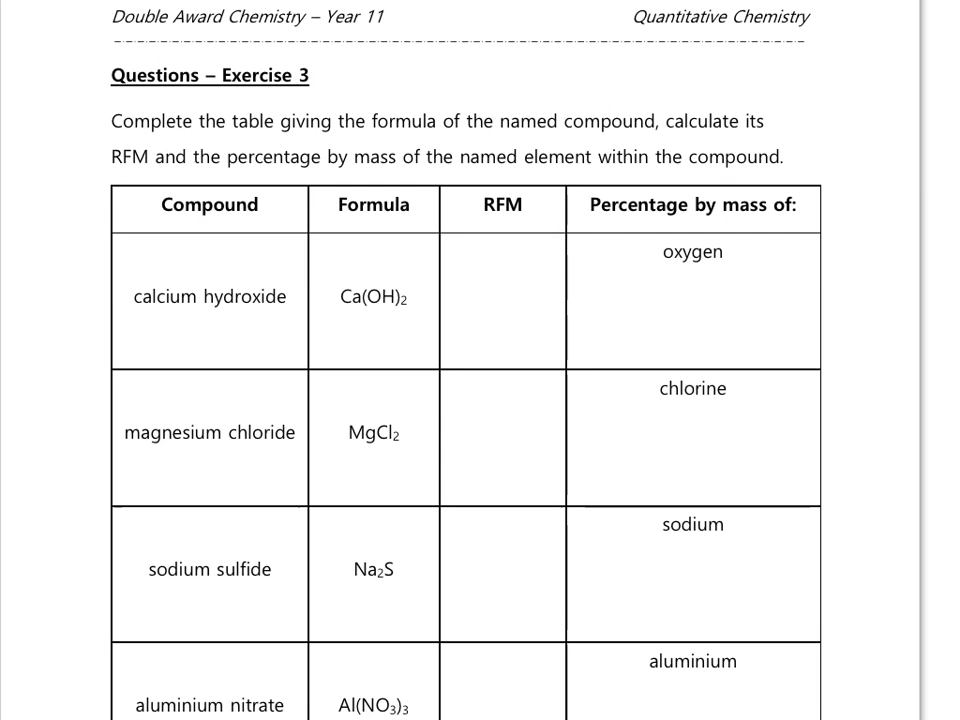 Double Award Chemistry – Year 11 Quantitative Chemistry
Questions – Exercise 3
Complete the table giving the formula of the named compound, calculate its
RFM and the percentage by mass of the named element within the compound.
Compound Formula RFM Percentage by mass of:
oxygen
calcium hydroxide Ca(OH)₂
chlorine
magnesium chloride MgCl₂
sodium
sodium sulfide Na₂S
aluminium
aluminium nitrate Al(NO₃)₃